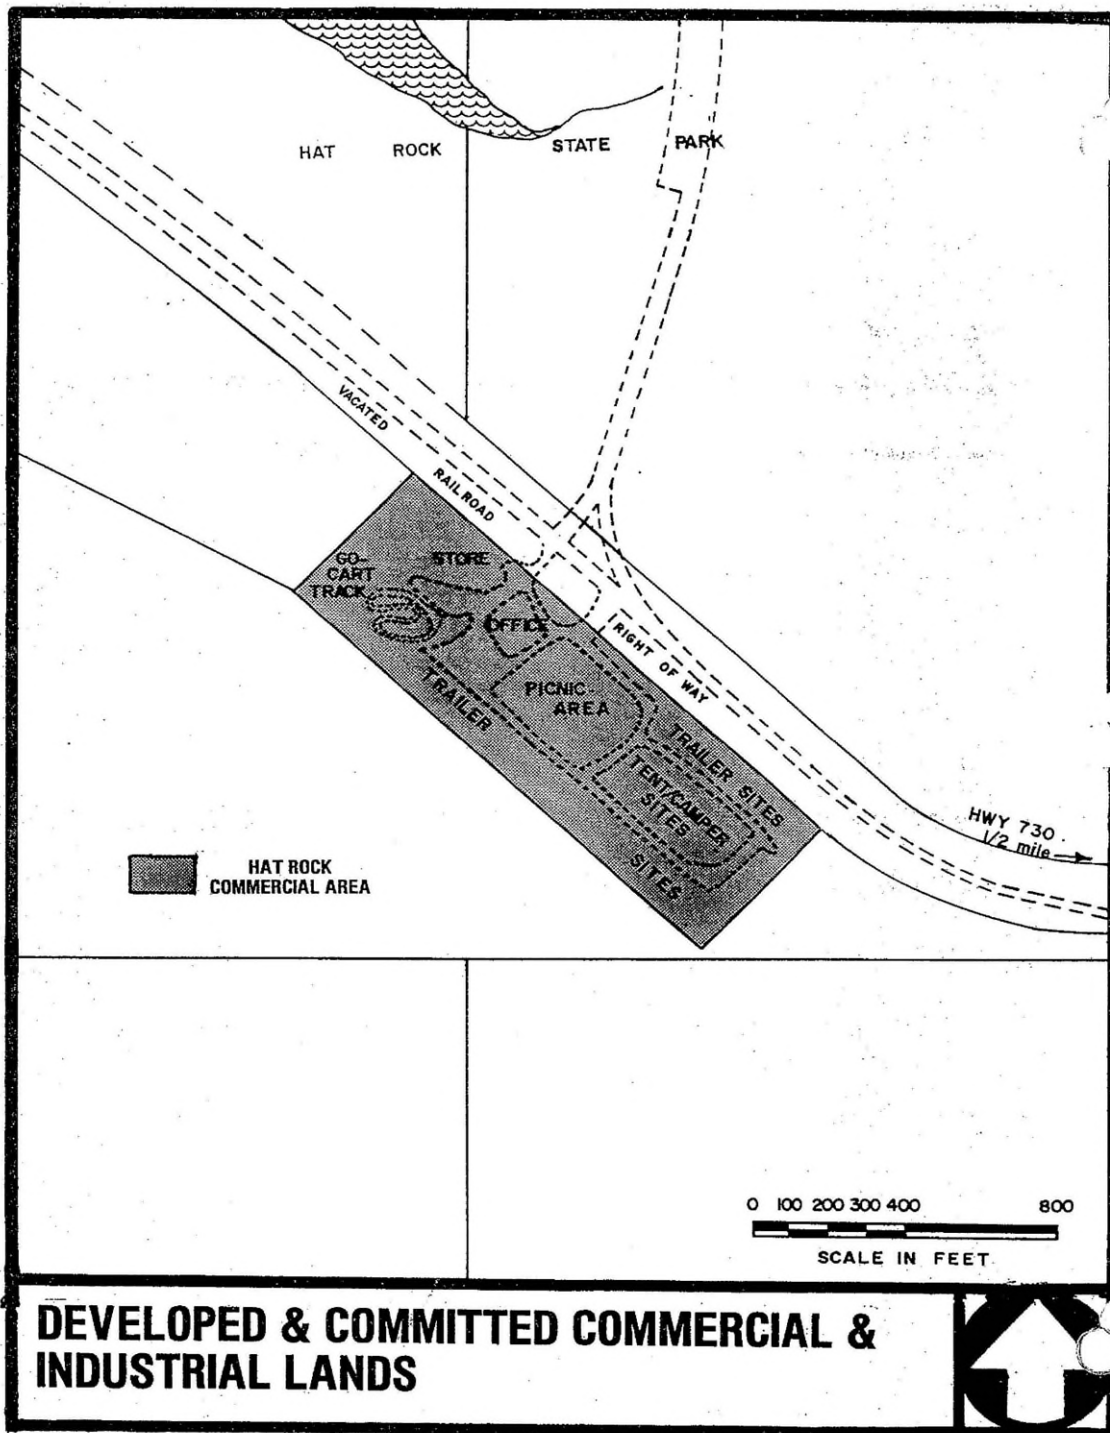 HAT ROCK STATE PARK
VACATED
RAILROAD
RIGHT OF WAY
GO-
CART
TRACK
STORE
OFFICE
PICNIC
AREA
TRAILER
SITES
TRAILER SITES
TENT/CAMPER
SITES
HWY 730
1/2 mile
HAT ROCK
COMMERCIAL AREA
0 100 200 300 400 800
SCALE IN FEET
DEVELOPED & COMMITTED COMMERCIAL &
INDUSTRIAL LANDS